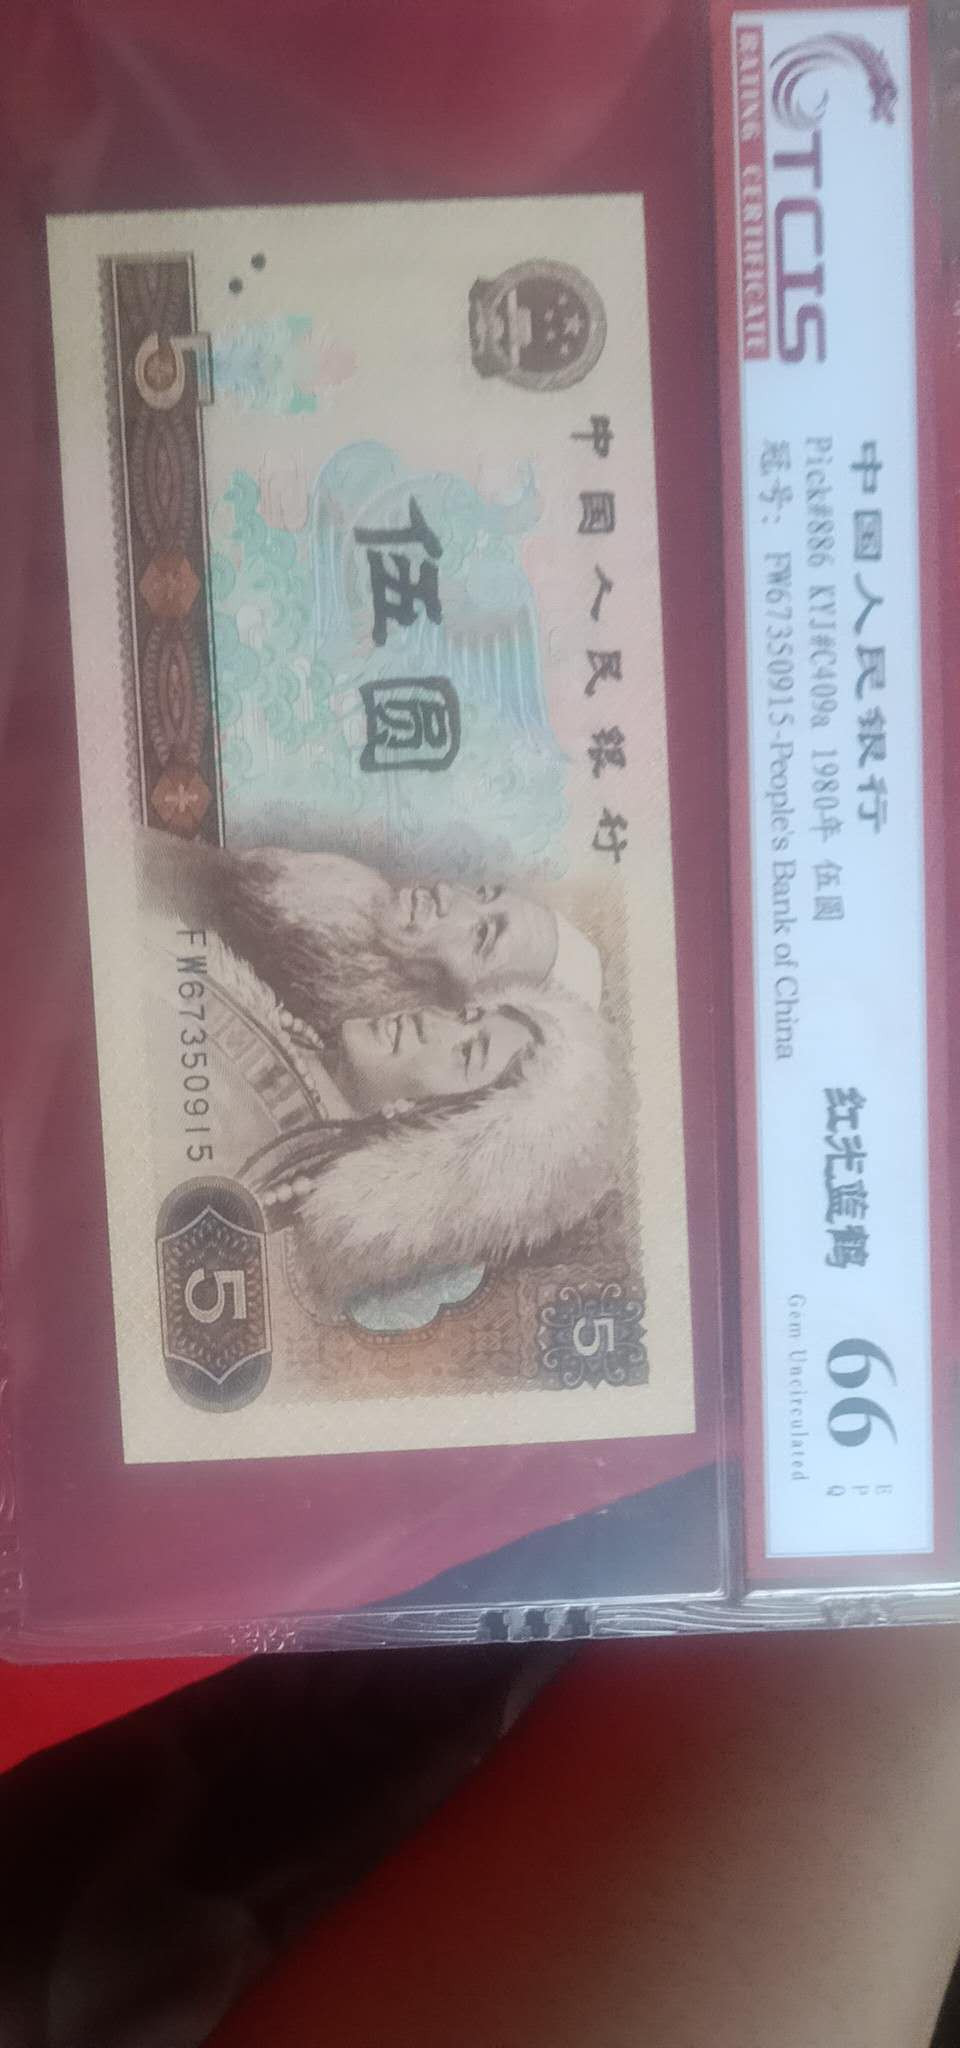 TCIS
RATING CERTIFICATE
中国人民银行
Pick#886 KYJ#C409a 1980年 伍圆
冠号: FW67350915-People's Bank of China
红光蓝鹤
66
EPQ
Gem Uncirculated
中国人民银行
伍圆
5
FW67350915
5
5